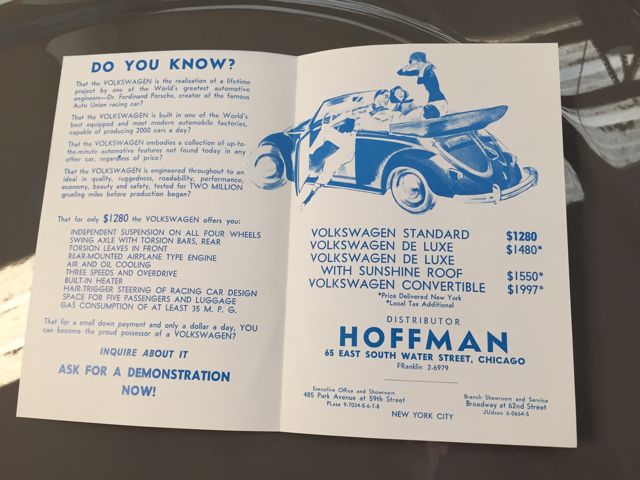 DO YOU KNOW?
That the VOLKSWAGEN is the realization of a lifetime
project by one of the World's greatest automotive
engineers—Dr. Ferdinand Porsche, creator of the famous
Auto Union racing car?
That the VOLKSWAGEN is built in one of the World's
best equipped and most modern automobile factories,
capable of producing 2000 cars a day?
That the VOLKSWAGEN embodies a collection of up-to-
the-minute automotive features not found today in any
other car, regardless of price?
That the VOLKSWAGEN is engineered throughout to an
ideal in quality, ruggedness, roadability, performance,
economy, beauty and safety, tested for TWO MILLION
grueling miles before production began?
That for only $1280 the VOLKSWAGEN offers you:
INDEPENDENT SUSPENSION ON ALL FOUR WHEELS
SWING AXLE WITH TORSION BARS, REAR
TORSION LEAVES IN FRONT
REAR-MOUNTED AIRPLANE TYPE ENGINE
AIR AND OIL COOLING
THREE SPEEDS AND OVERDRIVE
BUILT-IN HEATER
HAIR-TRIGGER STEERING OF RACING CAR DESIGN
SPACE FOR FIVE PASSENGERS AND LUGGAGE
GAS CONSUMPTION OF AT LEAST 35 M. P. G.
That for a small down payment and only a dollar a day, YOU
can become the proud possessor of a VOLKSWAGEN?
INQUIRE ABOUT IT
ASK FOR A DEMONSTRATION
NOW!
VOLKSWAGEN STANDARD $1280
VOLKSWAGEN DE LUXE $1480*
VOLKSWAGEN DE LUXE
WITH SUNSHINE ROOF $1550*
VOLKSWAGEN CONVERTIBLE $1997*
*Price Delivered New York
*Local Tax Additional
DISTRIBUTOR
HOFFMAN
65 EAST SOUTH WATER STREET, CHICAGO
FRanklin 2-6979
Executive Office and Showroom
485 Park Avenue at 59th Street
PLaza 9-7034-5-6-7-8
Branch Showroom and Service
Broadway at 62nd Street
JUdson 6-0664-5
NEW YORK CITY